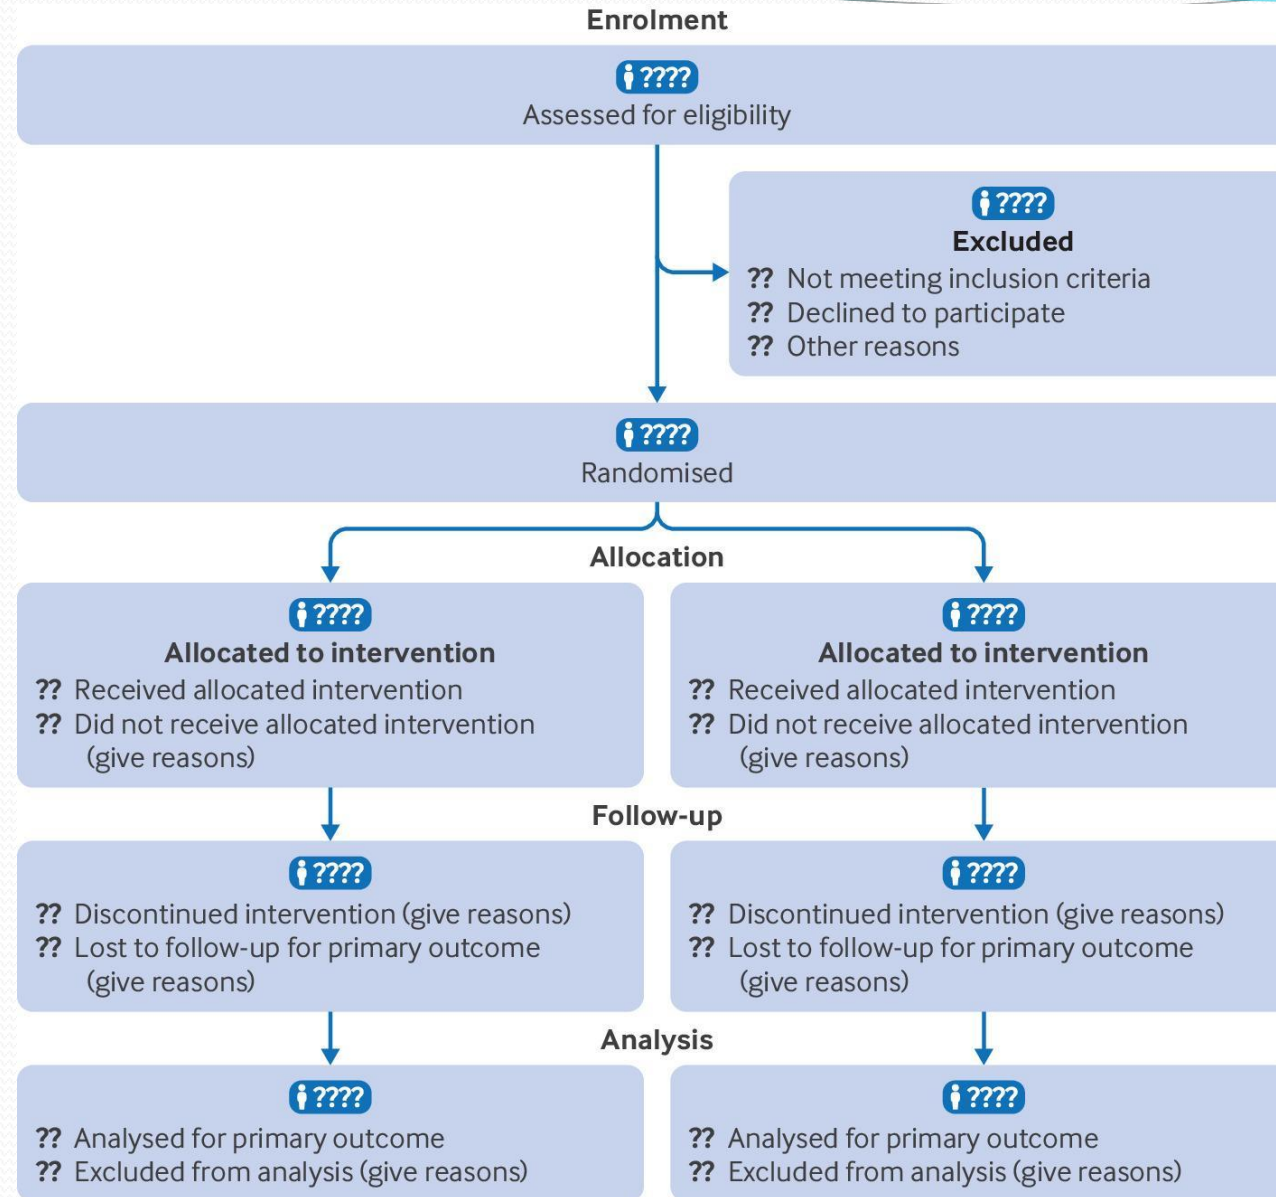 Enrolment
????
Assessed for eligibility
????
Excluded
?? Not meeting inclusion criteria
?? Declined to participate
?? Other reasons
????
Randomised
Allocation
????
Allocated to intervention
?? Received allocated intervention
?? Did not receive allocated intervention
(give reasons)
????
Allocated to intervention
?? Received allocated intervention
?? Did not receive allocated intervention
(give reasons)
Follow-up
????
?? Discontinued intervention (give reasons)
?? Lost to follow-up for primary outcome
(give reasons)
????
?? Discontinued intervention (give reasons)
?? Lost to follow-up for primary outcome
(give reasons)
Analysis
????
?? Analysed for primary outcome
?? Excluded from analysis (give reasons)
????
?? Analysed for primary outcome
?? Excluded from analysis (give reasons)